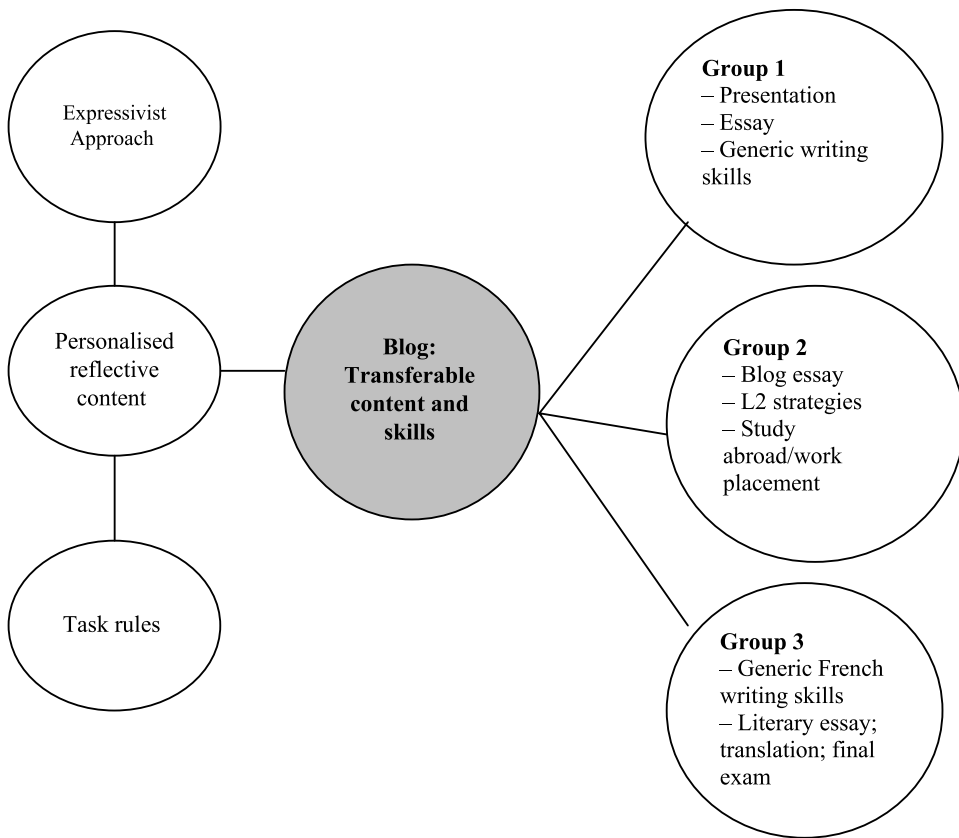 Expressivist
Approach
Personalised
reflective
content
Task rules
Blog:
Transferable
content and
skills
Group 1
– Presentation
– Essay
– Generic writing
skills
Group 2
– Blog essay
– L2 strategies
– Study
abroad/work
placement
Group 3
– Generic French
writing skills
– Literary essay;
translation; final
exam